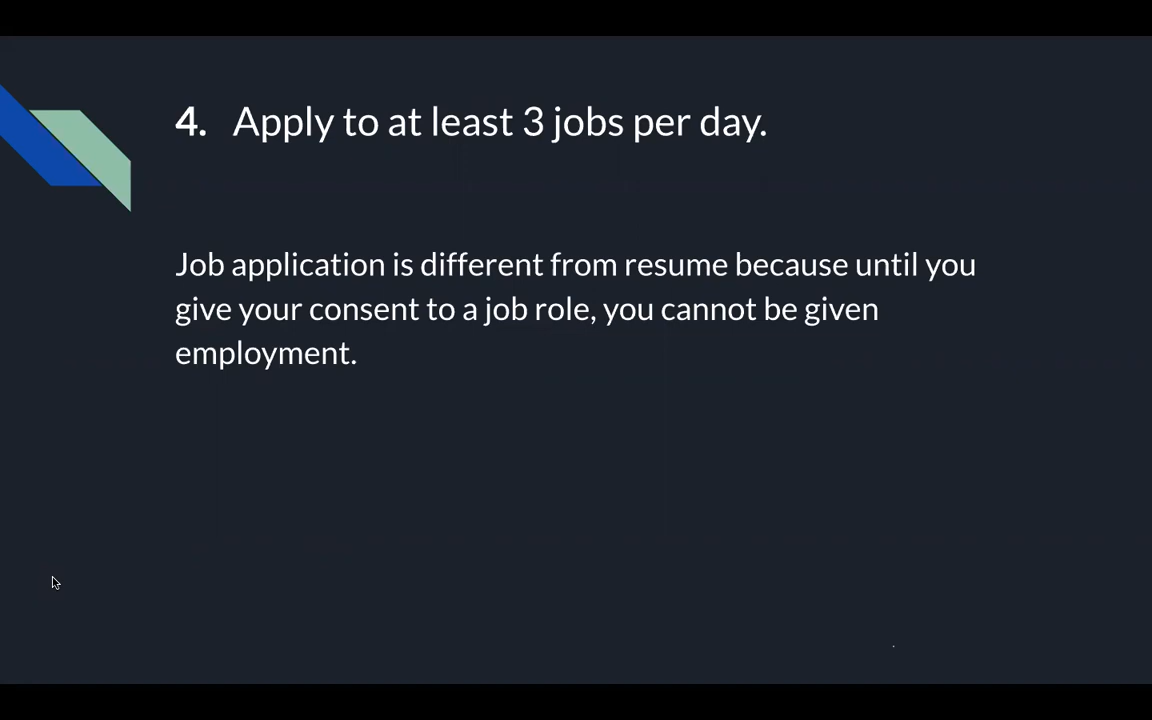 4. Apply to at least 3 jobs per day.
Job application is different from resume because until you
give your consent to a job role, you cannot be given
employment.